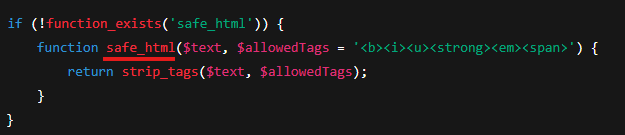 if (!function_exists('safe_html')) {
function safe_html($text, $allowedTags = '<b><i><u><strong><em><span>') {
return strip_tags($text, $allowedTags);
}
}